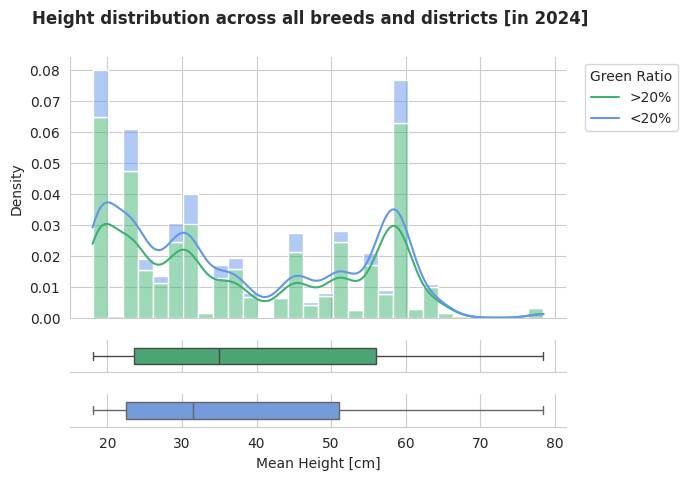 Height distribution across all breeds and districts [in 2024]
Green Ratio
>20%
<20%
Density
0.08
0.07
0.06
0.05
0.04
0.03
0.02
0.01
0.00
20 30 40 50 60 70 80
Mean Height [cm]